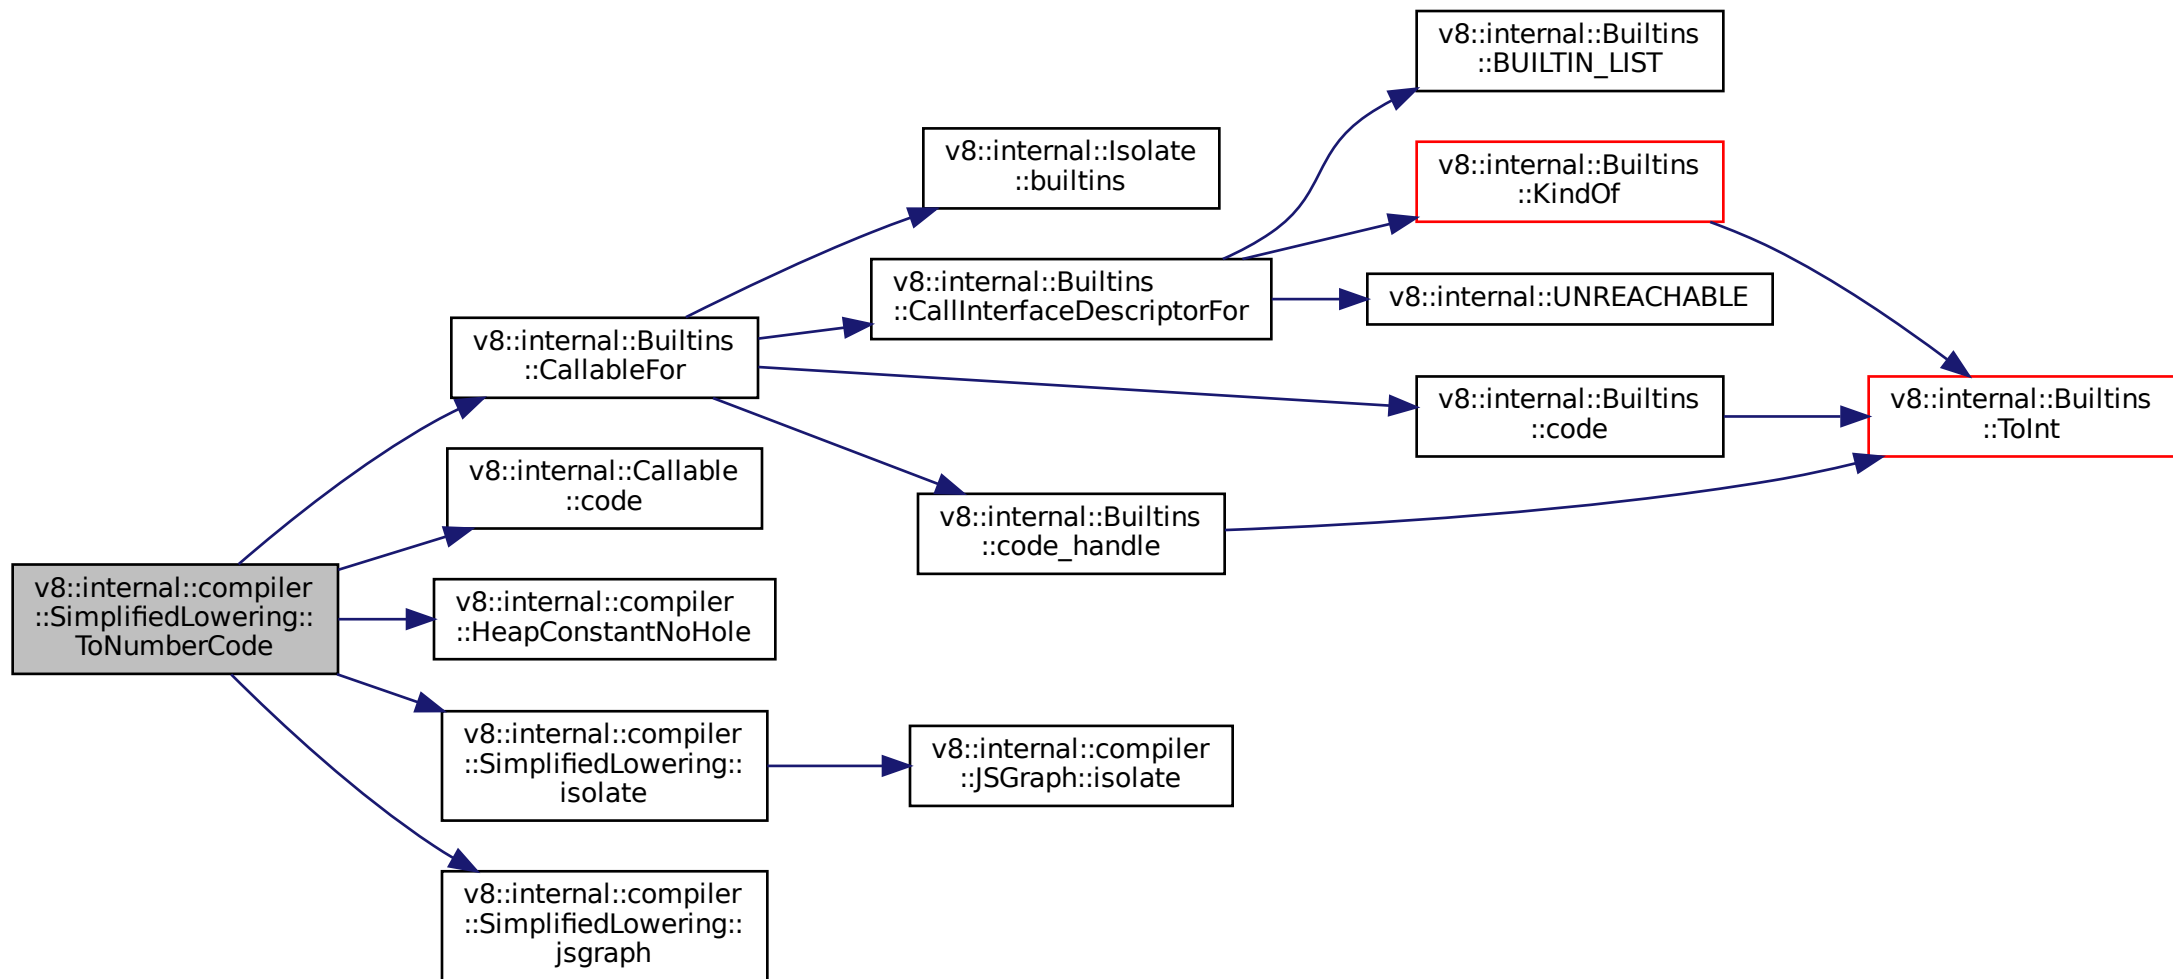 v8::internal::Builtins
::BUILTIN_LIST
v8::internal::Isolate
::builtins
v8::internal::Builtins
::KindOf
v8::internal::Builtins
::CallInterfaceDescriptorFor
v8::internal::UNREACHABLE
v8::internal::Builtins
::CallableFor
v8::internal::Builtins
::code
v8::internal::Builtins
::ToInt
v8::internal::Callable
::code
v8::internal::Builtins
::code_handle
v8::internal::compiler
::SimplifiedLowering::
ToNumberCode
v8::internal::compiler
::HeapConstantNoHole
v8::internal::compiler
::SimplifiedLowering::
isolate
v8::internal::compiler
::JSGraph::isolate
v8::internal::compiler
::SimplifiedLowering::
jsgraph